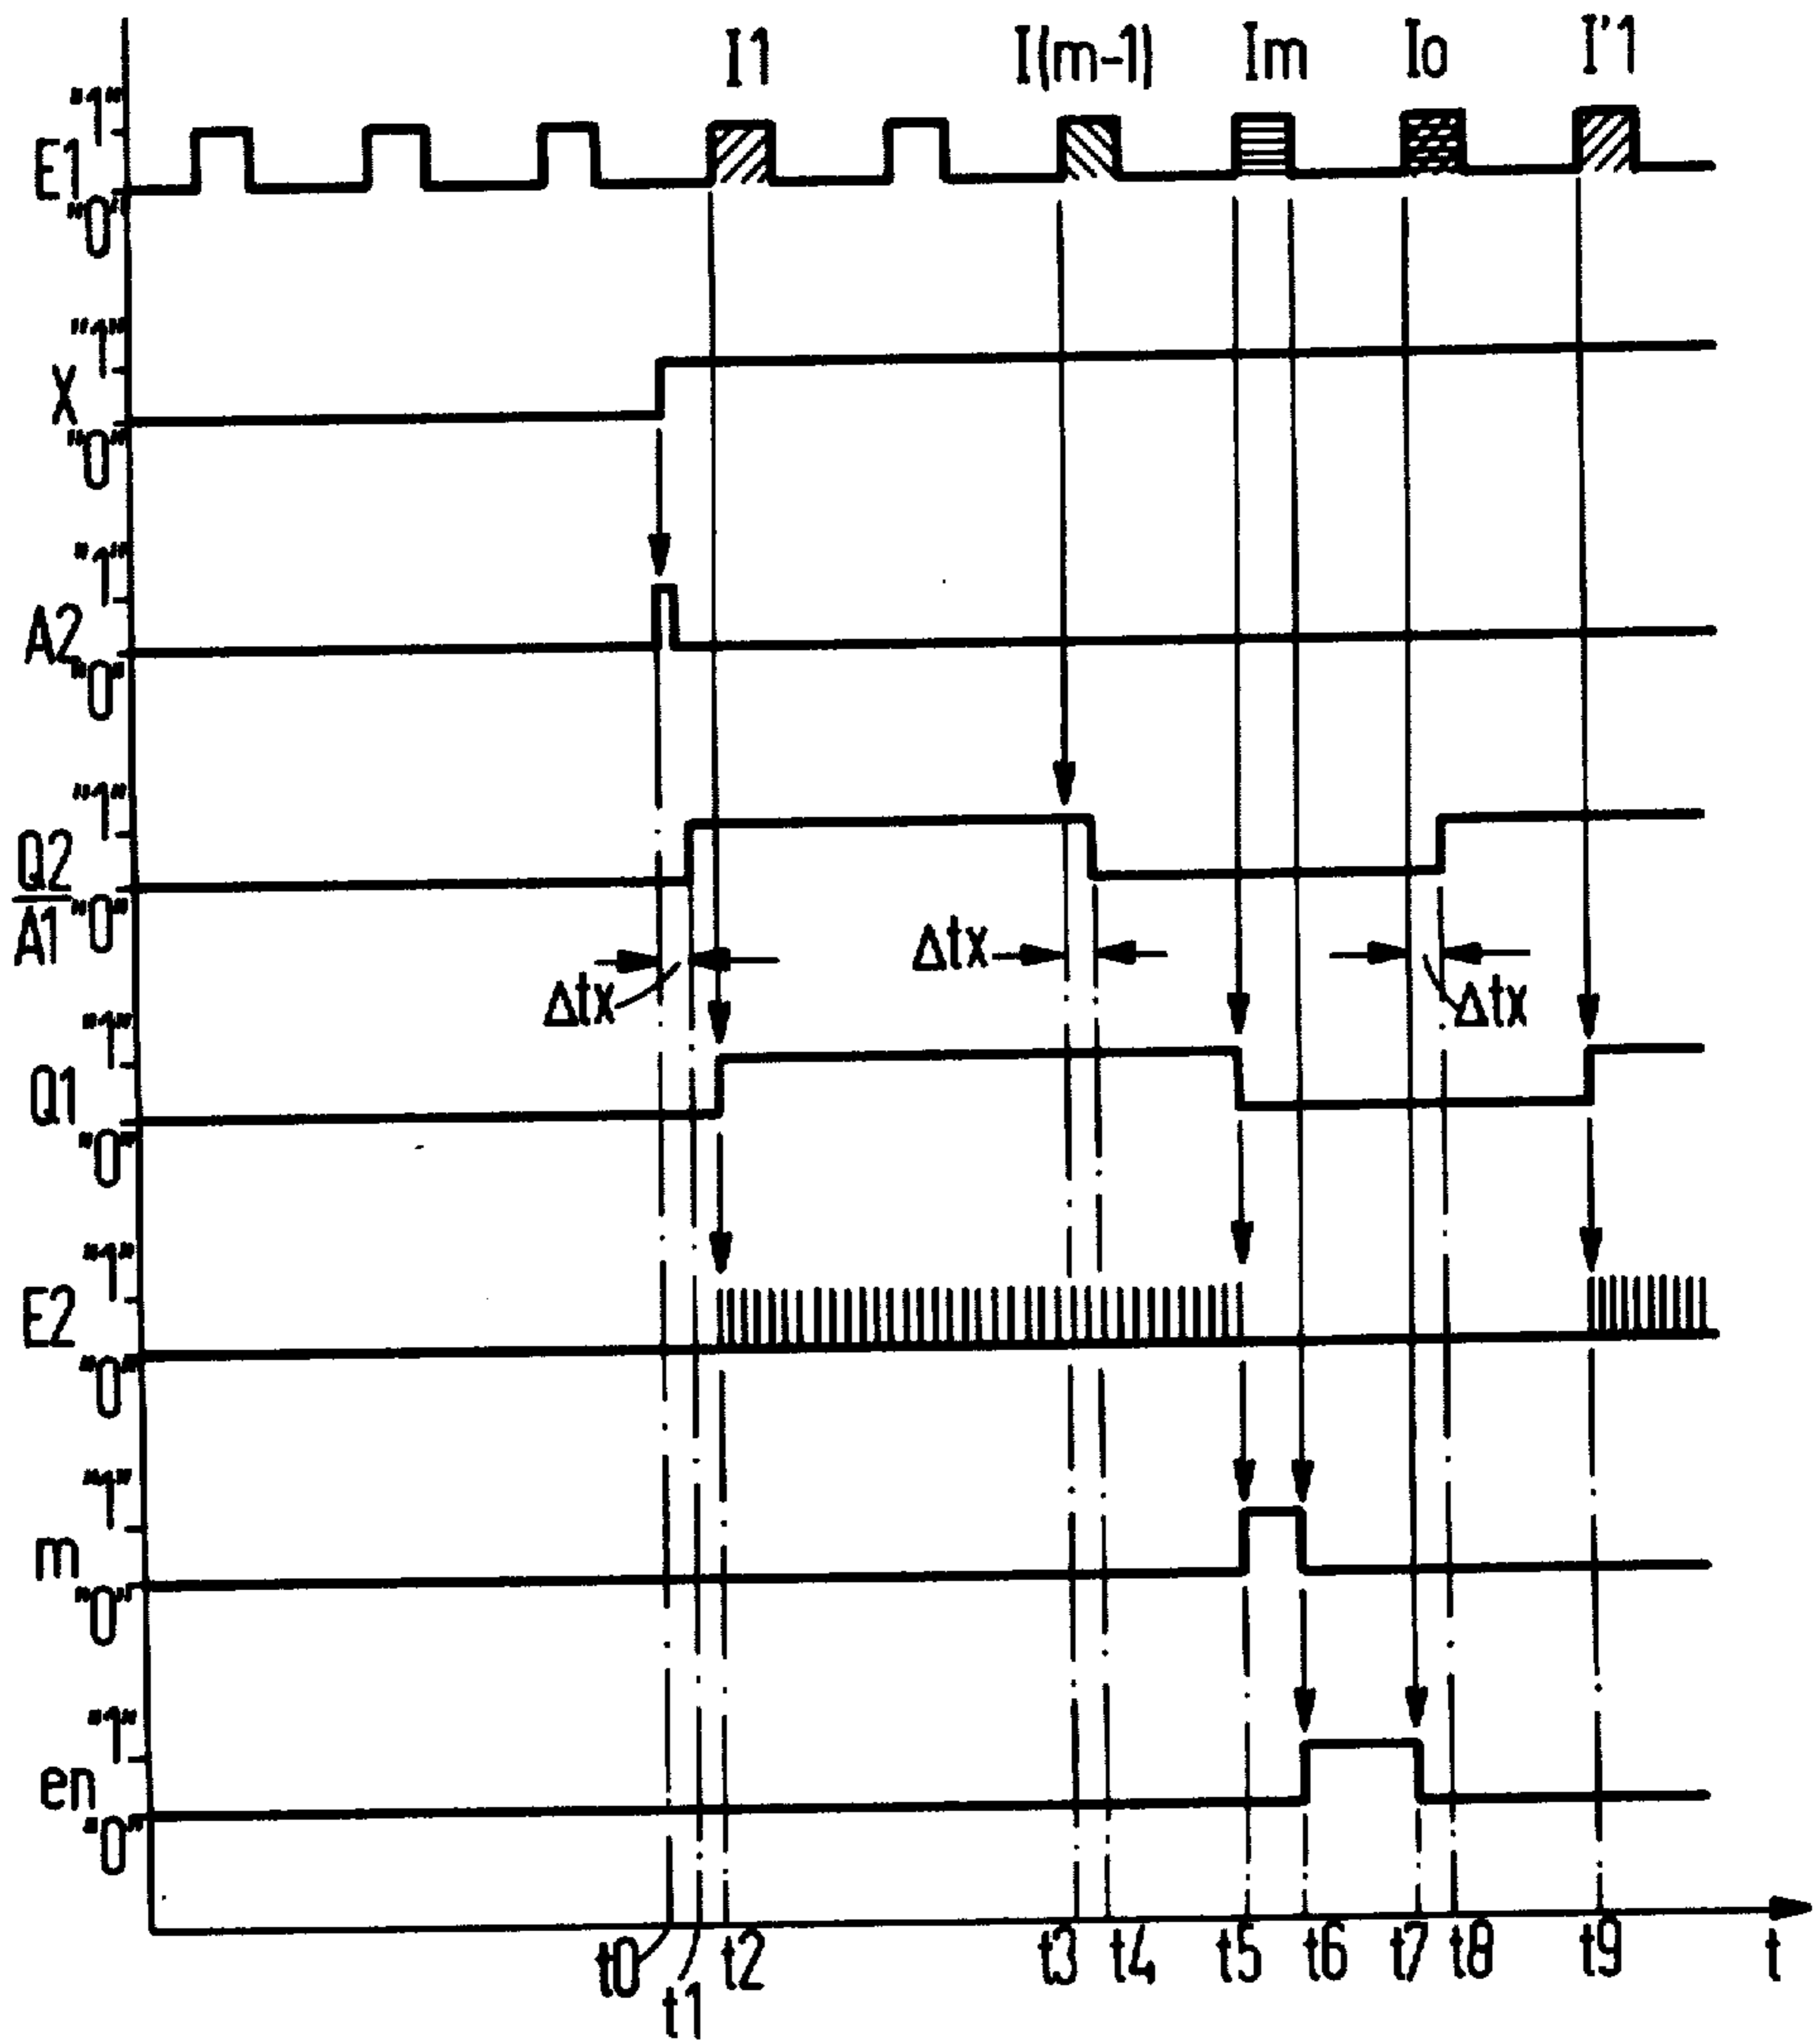 I1 I(m-1) Im Io I'1
"1"
E1
"0"
"1"
X
"0"
"1"
A2
"0"
"1"
Q2
A1
"0"
Δtx Δtx Δtx
"1"
Q1
"0"
"1"
E2
"0"
"1"
m
"0"
"1"
en
"0"
t0 t1 t2 t3 t4 t5 t6 t7 t8 t9 t